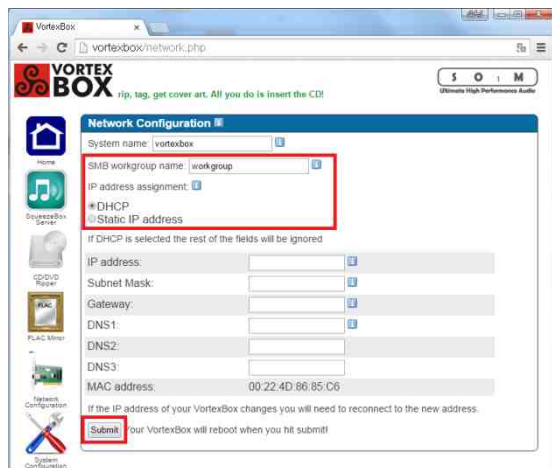 VortexBox
vortexbox/network.php
VORTEX
BOX
rip, tag, get cover art. All you do is insert the CD!
S O t M
Ultimate High Performance Audio
Home
SqueezeBox
Server
CD/DVD
Ripper
FLAC
FLAC Mirror
Network
Configuration
System
Configuration
Network Configuration
System name: vortexbox
SMB workgroup name: workgroup
IP address assignment:
DHCP
Static IP address
If DHCP is selected the rest of the fields will be ignored
IP address:
Subnet Mask:
Gateway:
DNS1:
DNS2:
DNS3:
MAC address: 00:22:4D:86:85:C6
If the IP address of your VortexBox changes you will need to reconnect to the new address.
Submit Your VortexBox will reboot when you hit submit!